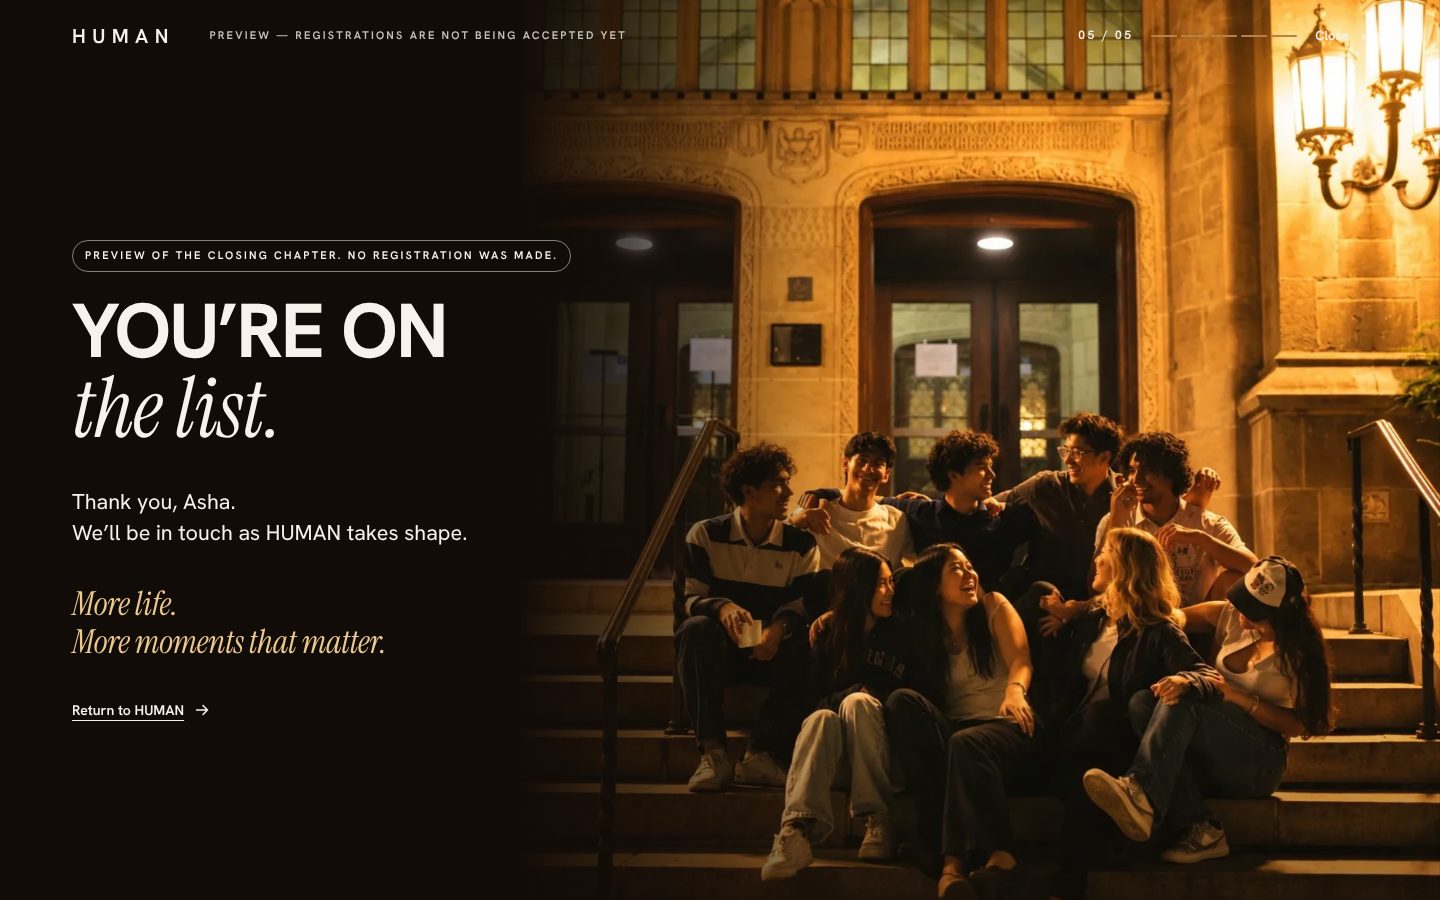 HUMAN
PREVIEW — REGISTRATIONS ARE NOT BEING ACCEPTED YET
05 / 05
Close
PREVIEW OF THE CLOSING CHAPTER. NO REGISTRATION WAS MADE.
YOU’RE ON
the list.
Thank you, Asha.
We’ll be in touch as HUMAN takes shape.
More life.
More moments that matter.
Return to HUMAN →